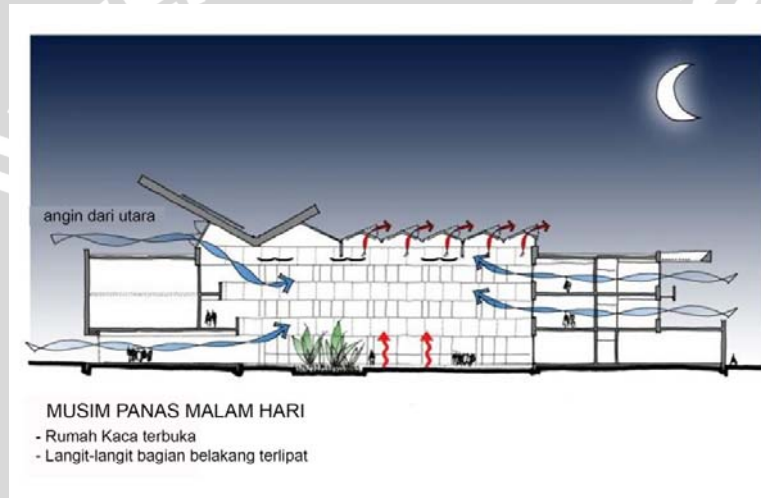 angin dari utara
MUSIM PANAS MALAM HARI
- Rumah Kaca terbuka
- Langit-langit bagian belakang terlipat